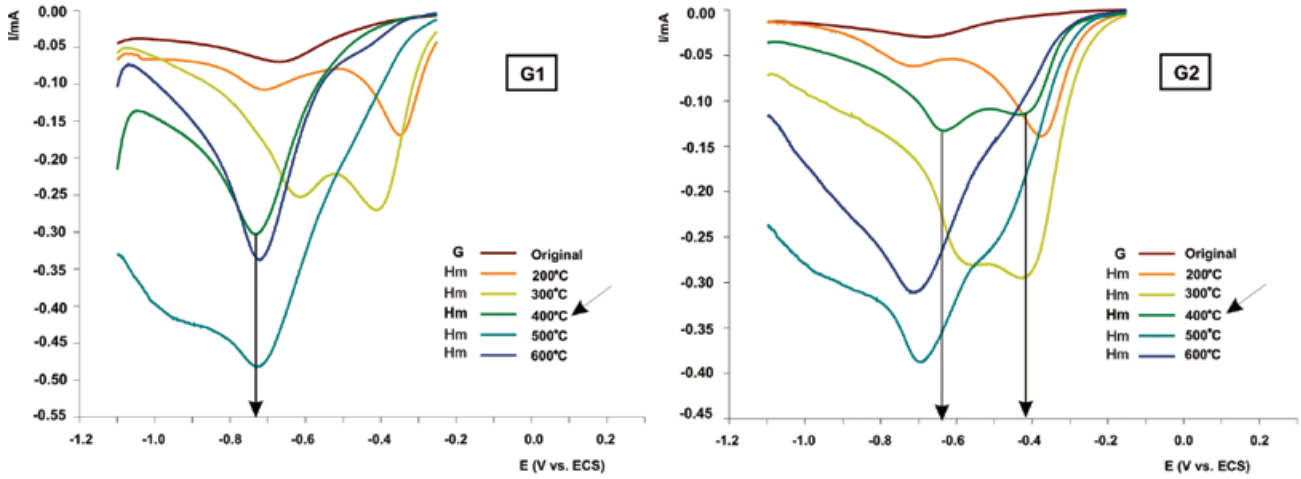 I/mA
0.00
-0.05
-0.10
-0.15
-0.20
-0.25
-0.30
-0.35
-0.40
-0.45
-0.50
-0.55
G1
G Original
Hm 200°C
Hm 300°C
Hm 400°C
Hm 500°C
Hm 600°C
-1.2 -1.0 -0.8 -0.6 -0.4 -0.2 0.0 0.2
E (V vs. ECS)
I/mA
0.00
-0.05
-0.10
-0.15
-0.20
-0.25
-0.30
-0.35
-0.40
-0.45
G2
G Original
Hm 200°C
Hm 300°C
Hm 400°C
Hm 500°C
Hm 600°C
-1.2 -1.0 -0.8 -0.6 -0.4 -0.2 0.0 0.2
E (V vs. ECS)